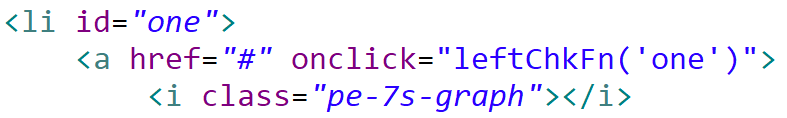 <li id="one">
<a href="#" onclick="leftChkFn('one')">
<i class="pe-7s-graph"></i>